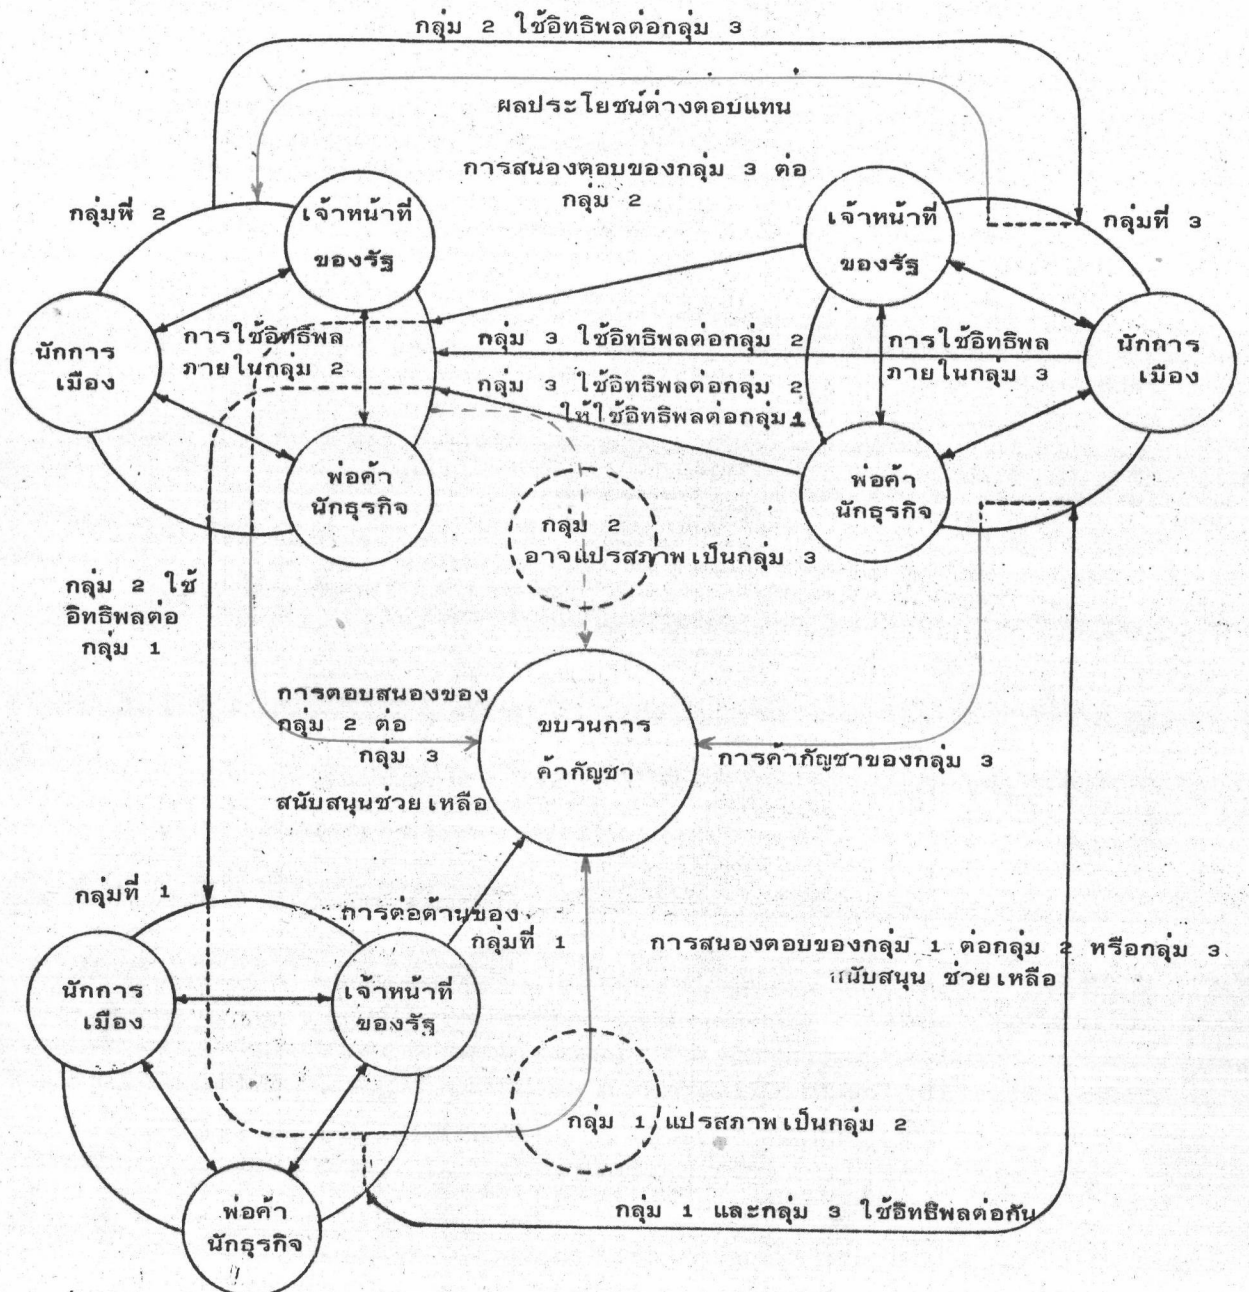 กลุ่ม 2 ใช้อิทธิพลต่อกลุ่ม 3
ผลประโยชน์ต่างตอบแทน
การสนองตอบของกลุ่ม 3 ต่อ
กลุ่ม 2
กลุ่มที่ 2
เจ้าหน้าที่
ของรัฐ
เจ้าหน้าที่
ของรัฐ
กลุ่มที่ 3
นักการ
เมือง
การใช้อิทธิพล
ภายในกลุ่ม 2
กลุ่ม 3 ใช้อิทธิพลต่อกลุ่ม 2
กลุ่ม 3 ใช้อิทธิพลต่อกลุ่ม 2
ให้ใช้อิทธิพลต่อกลุ่ม 1
การใช้อิทธิพล
ภายในกลุ่ม 3
นักการ
เมือง
พ่อค้า
นักธุรกิจ
พ่อค้า
นักธุรกิจ
กลุ่ม 2
อาจแปรสภาพเป็นกลุ่ม 3
กลุ่ม 2 ใช้
อิทธิพลต่อ
กลุ่ม 1
การตอบสนองของ
กลุ่ม 2 ต่อ
กลุ่ม 3
สนับสนุนช่วยเหลือ
ขบวนการ
ค้ากัญชา
การค้ากัญชาของกลุ่ม 3
กลุ่มที่ 1
การต่อต้านของ
กลุ่มที่ 1
การสนองตอบของกลุ่ม 1 ต่อกลุ่ม 2 หรือกลุ่ม 3
สนับสนุน ช่วยเหลือ
นักการ
เมือง
เจ้าหน้าที่
ของรัฐ
กลุ่ม 1 แปรสภาพเป็นกลุ่ม 2
พ่อค้า
นักธุรกิจ
กลุ่ม 1 และกลุ่ม 3 ใช้อิทธิพลต่อกัน